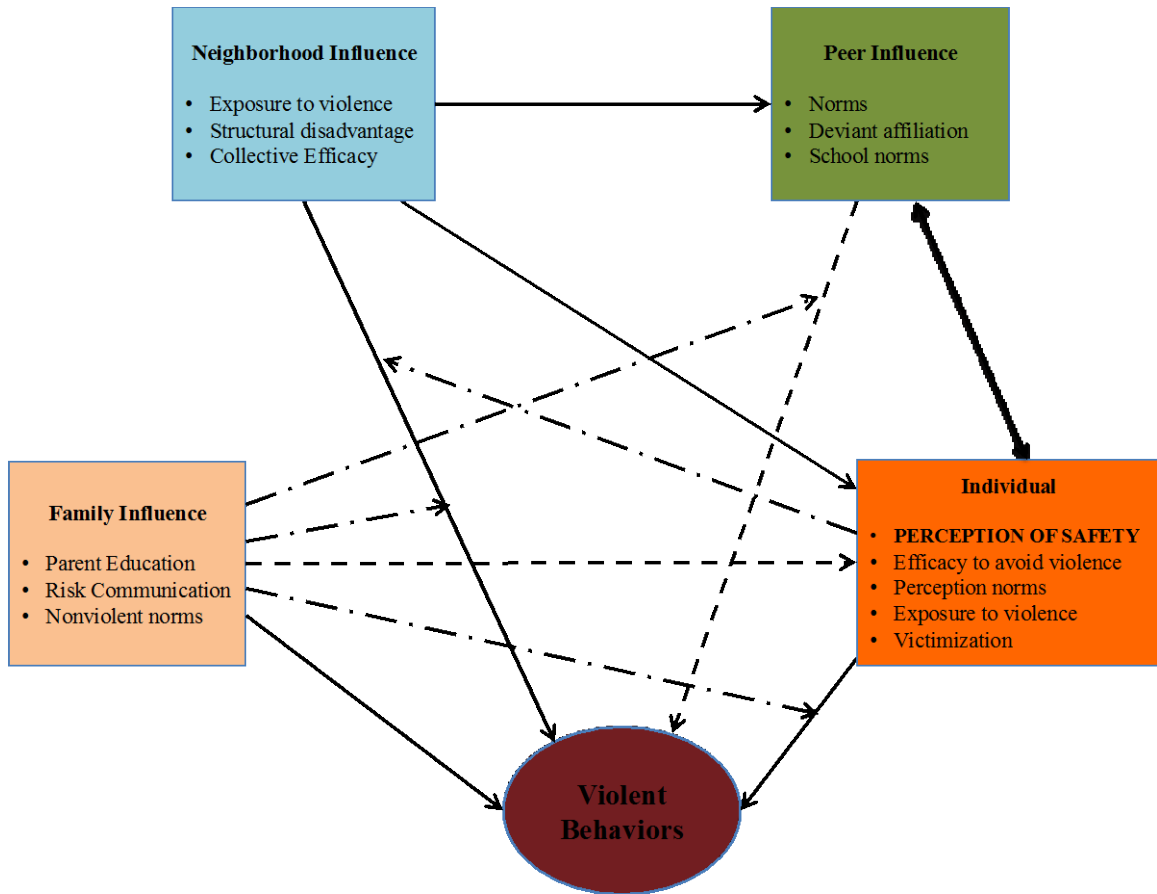 Neighborhood Influence
• Exposure to violence
• Structural disadvantage
• Collective Efficacy
Peer Influence
• Norms
• Deviant affiliation
• School norms
Family Influence
• Parent Education
• Risk Communication
• Nonviolent norms
Individual
• PERCEPTION OF SAFETY
• Efficacy to avoid violence
• Perception norms
• Exposure to violence
• Victimization
Violent
Behaviors